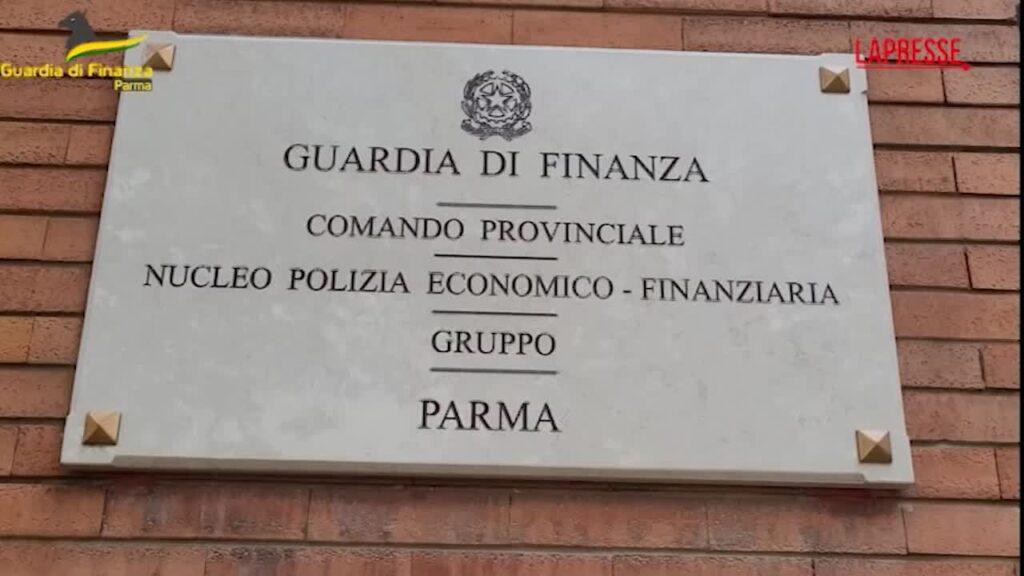 Guardia di Finanza
Parma
LAPRESSE
GUARDIA DI FINANZA
COMANDO PROVINCIALE
NUCLEO POLIZIA ECONOMICO - FINANZIARIA
GRUPPO
PARMA